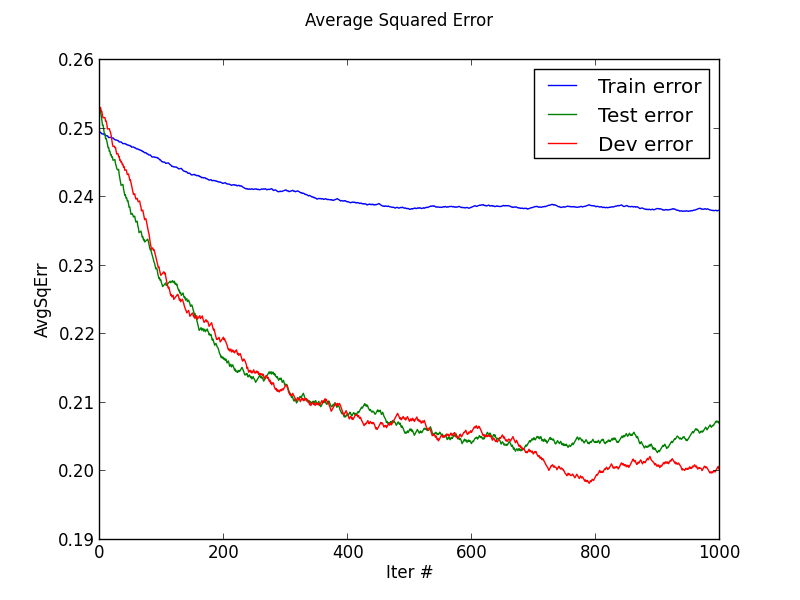 Average Squared Error
0.26
0.25
0.24
0.23
0.22
0.21
0.20
0.19
AvgSqErr
Train error
Test error
Dev error
0 200 400 600 800 1000
Iter #